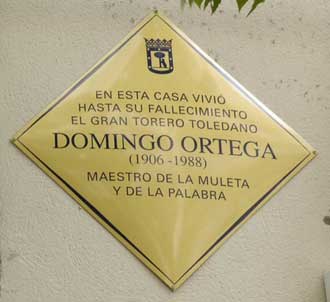 EN ESTA CASA VIVIÓ
HASTA SU FALLECIMIENTO
EL GRAN TORERO TOLEDANO
DOMINGO ORTEGA
(1906 -1988)
MAESTRO DE LA MULETA
Y DE LA PALABRA